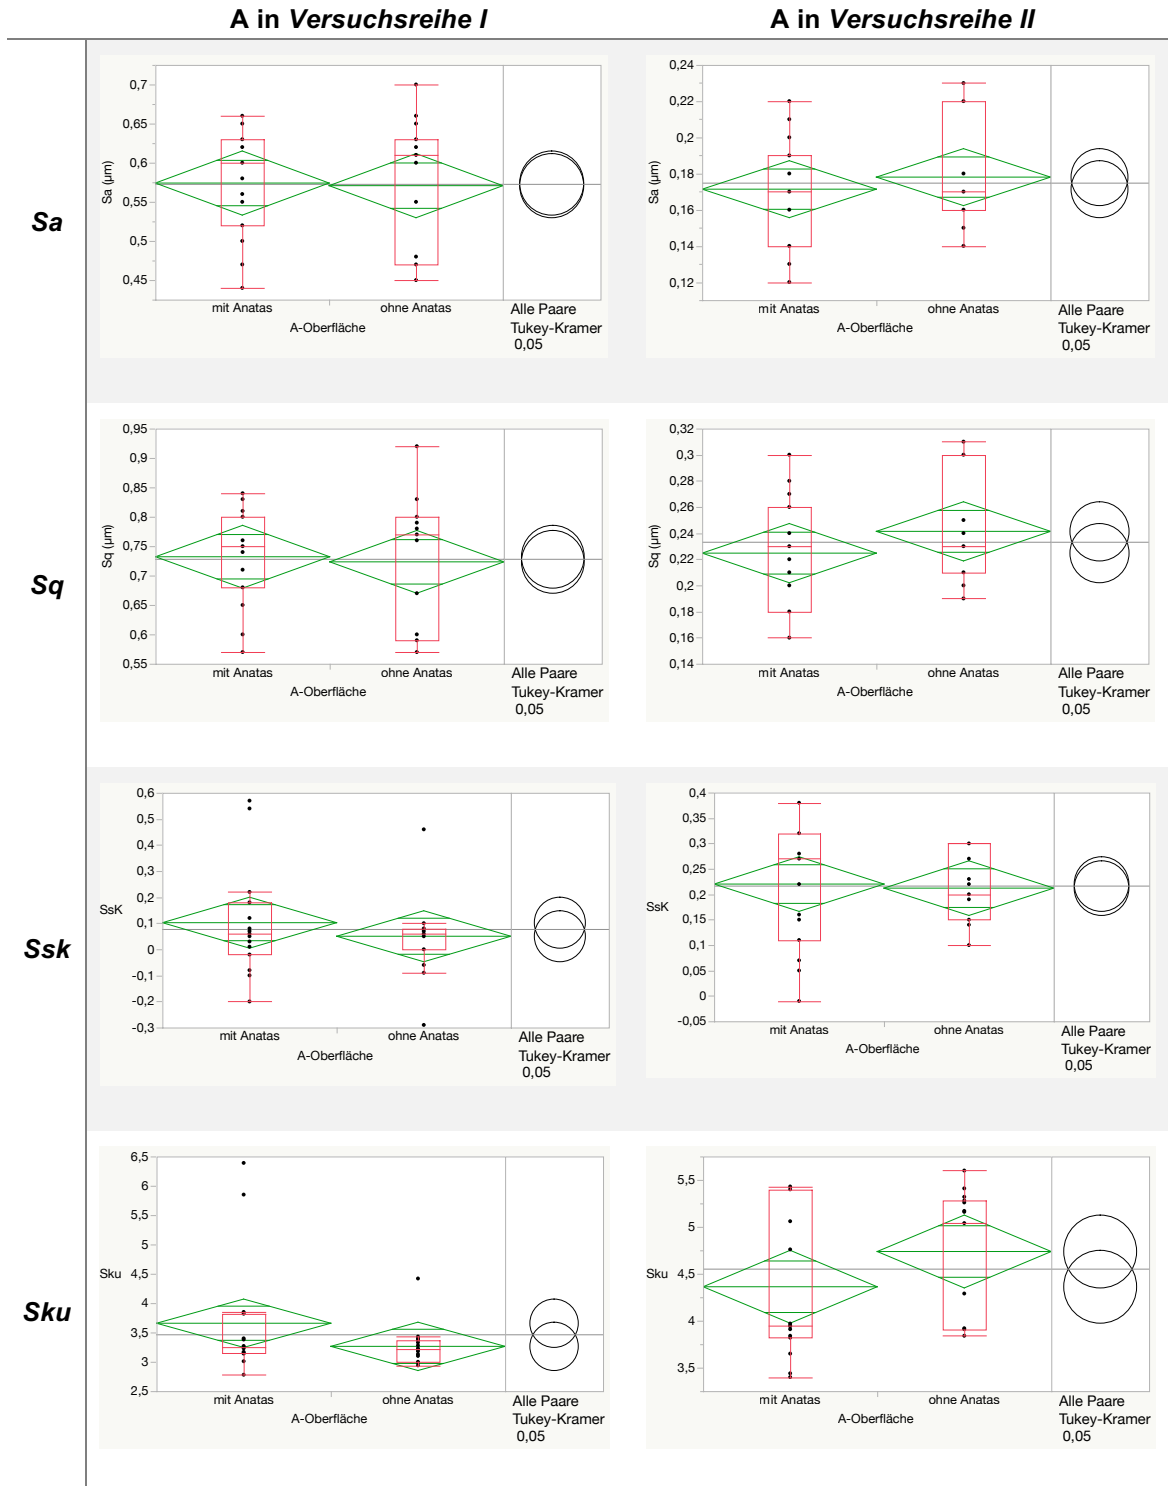 A in Versuchsreihe I
A in Versuchsreihe II
Sa
Sa (µm)
0,7
0,65
0,6
0,55
0,5
0,45
mit Anatas
ohne Anatas
A-Oberfläche
Alle Paare
Tukey-Kramer
0,05
Sa (µm)
0,24
0,22
0,2
0,18
0,16
0,14
0,12
mit Anatas
ohne Anatas
A-Oberfläche
Alle Paare
Tukey-Kramer
0,05
Sq
Sq (µm)
0,95
0,9
0,85
0,8
0,75
0,7
0,65
0,6
0,55
mit Anatas
ohne Anatas
A-Oberfläche
Alle Paare
Tukey-Kramer
0,05
Sq (µm)
0,32
0,3
0,28
0,26
0,24
0,22
0,2
0,18
0,16
0,14
mit Anatas
ohne Anatas
A-Oberfläche
Alle Paare
Tukey-Kramer
0,05
Ssk
SsK
0,6
0,5
0,4
0,3
0,2
0,1
0
-0,1
-0,2
-0,3
mit Anatas
ohne Anatas
A-Oberfläche
Alle Paare
Tukey-Kramer
0,05
SsK
0,4
0,35
0,3
0,25
0,2
0,15
0,1
0,05
0
-0,05
mit Anatas
ohne Anatas
A-Oberfläche
Alle Paare
Tukey-Kramer
0,05
Sku
Sku
6,5
6
5,5
5
4,5
4
3,5
3
2,5
mit Anatas
ohne Anatas
A-Oberfläche
Alle Paare
Tukey-Kramer
0,05
Sku
5,5
5
4,5
4
3,5
mit Anatas
ohne Anatas
A-Oberfläche
Alle Paare
Tukey-Kramer
0,05